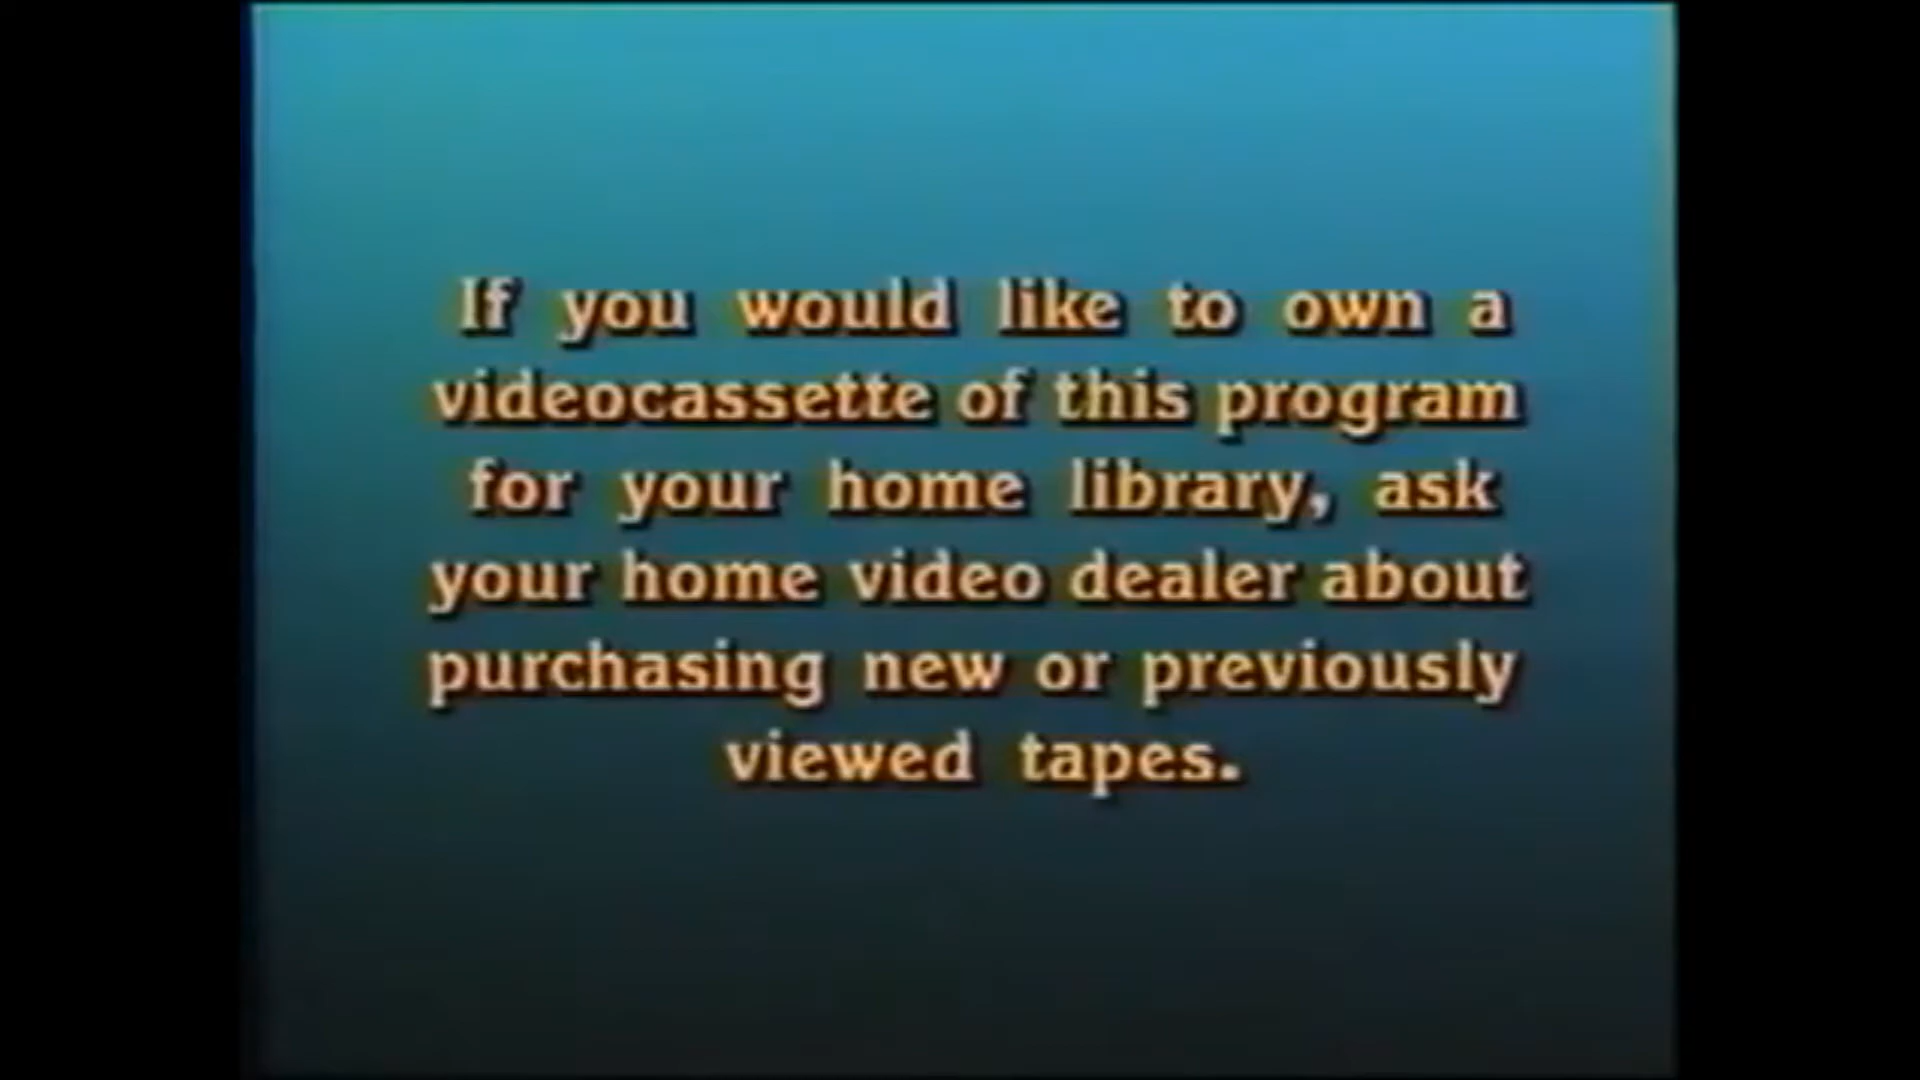 If you would like to own a
videocassette of this program
for your home library, ask
your home video dealer about
purchasing new or previously
viewed tapes.